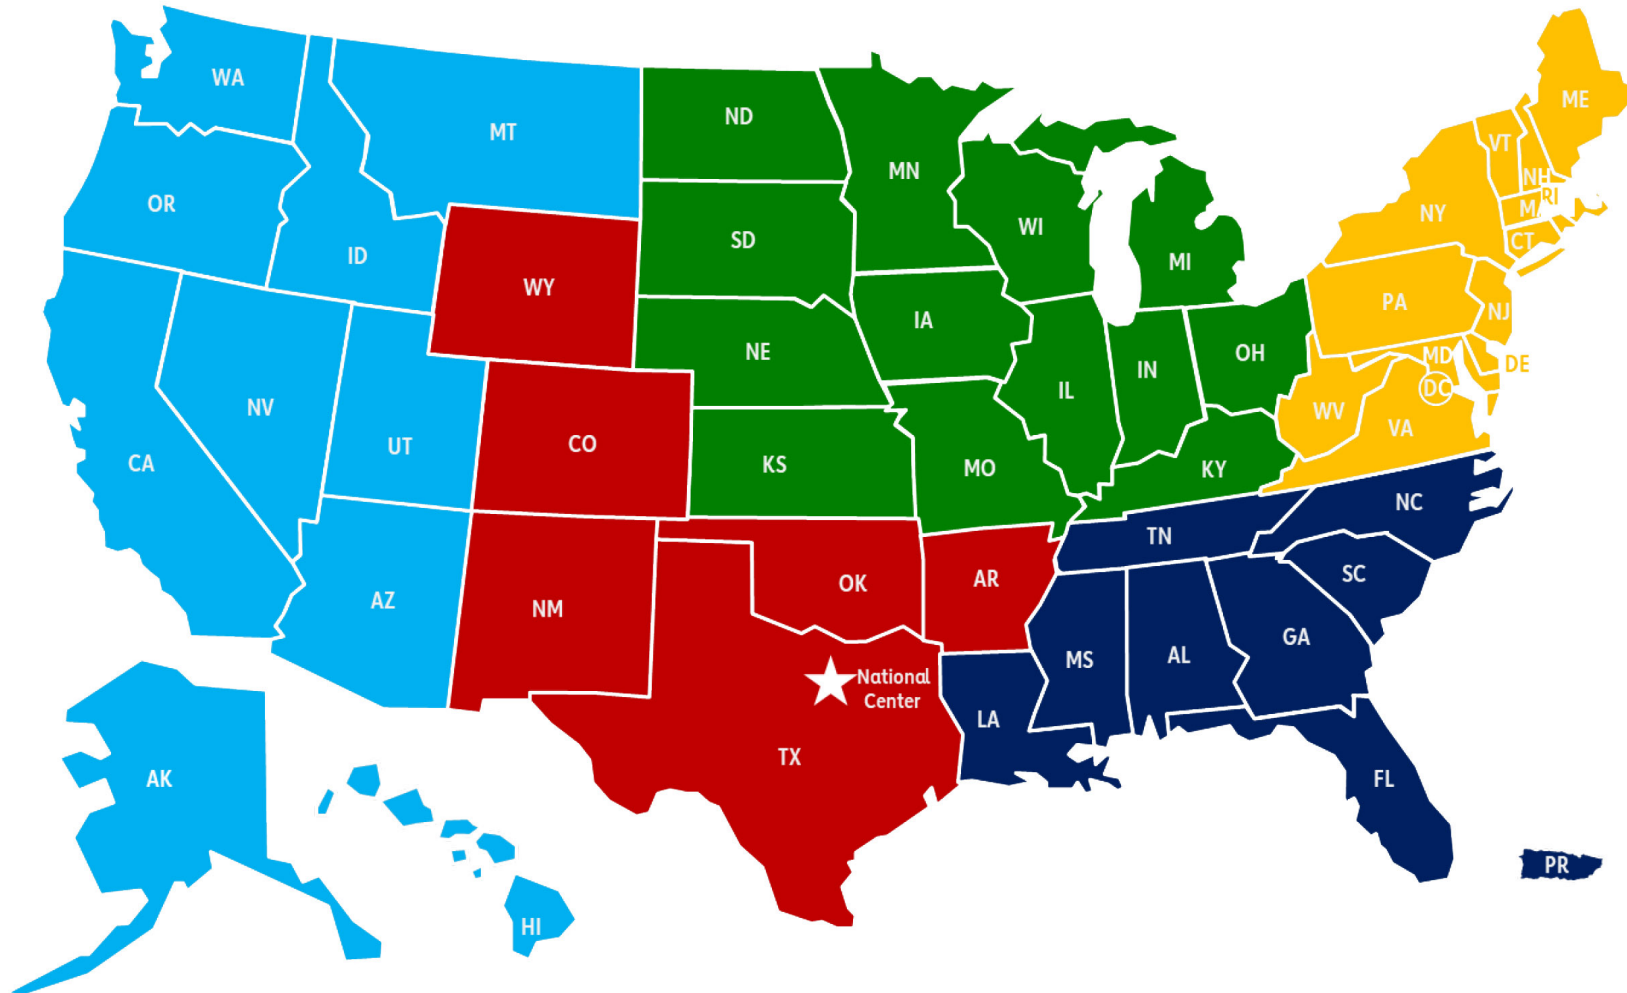 WA
MT
ND
MN
ME
VT
NH
RI
MA
CT
NY
OR
ID
WY
SD
WI
MI
IA
NE
PA
NJ
MD
DE
DC
OH
IN
IL
WV
VA
NV
UT
CO
KS
MO
KY
CA
NC
TN
SC
AZ
NM
OK
AR
MS
AL
GA
National
Center
LA
TX
FL
AK
HI
PR